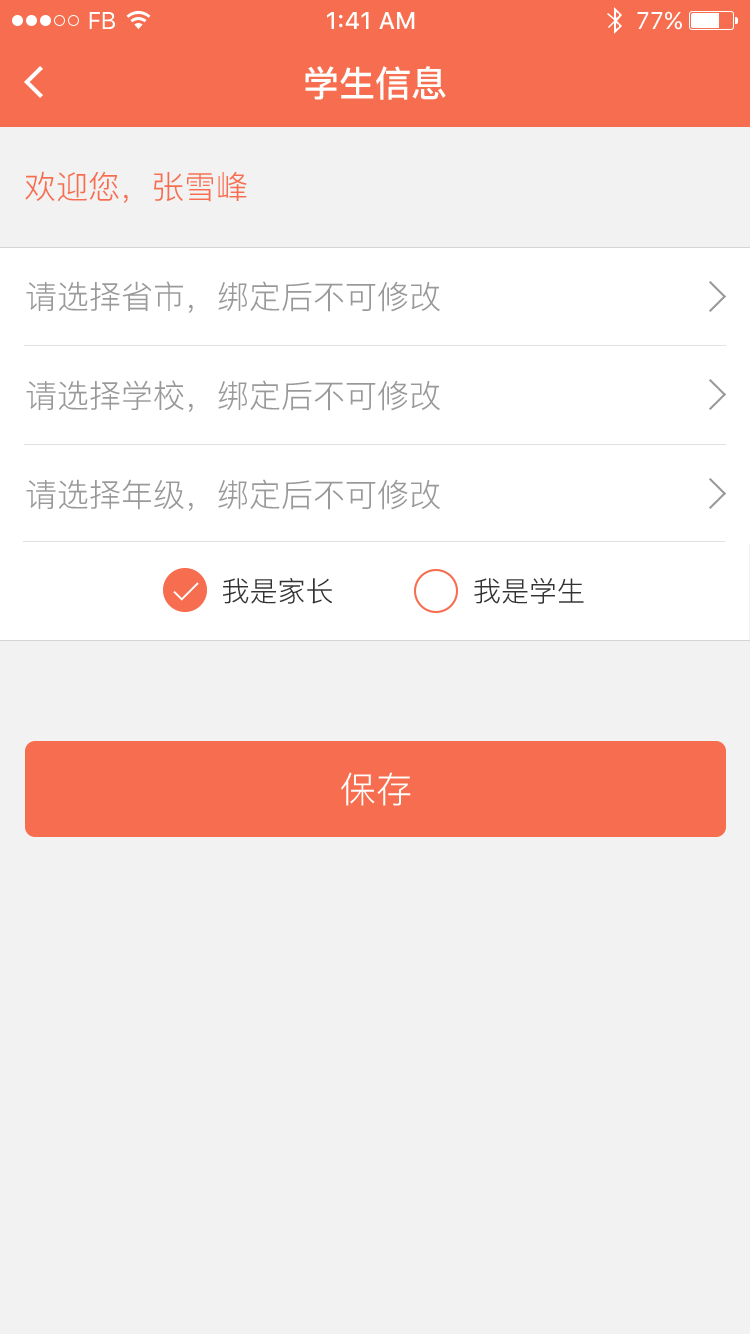 FB 1:41 AM 77%
学生信息
欢迎您，张雪峰
请选择省市，绑定后不可修改
请选择学校，绑定后不可修改
请选择年级，绑定后不可修改
我是家长 我是学生
保存